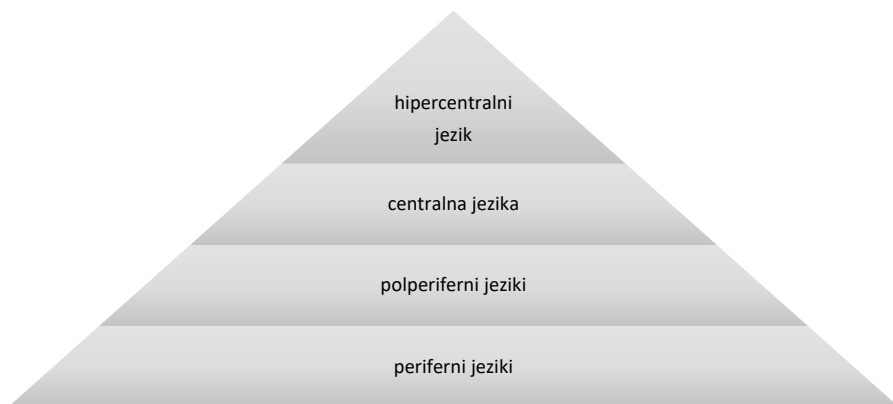 hipercentralni
jezik
centralna jezika
polperiferni jeziki
periferni jeziki